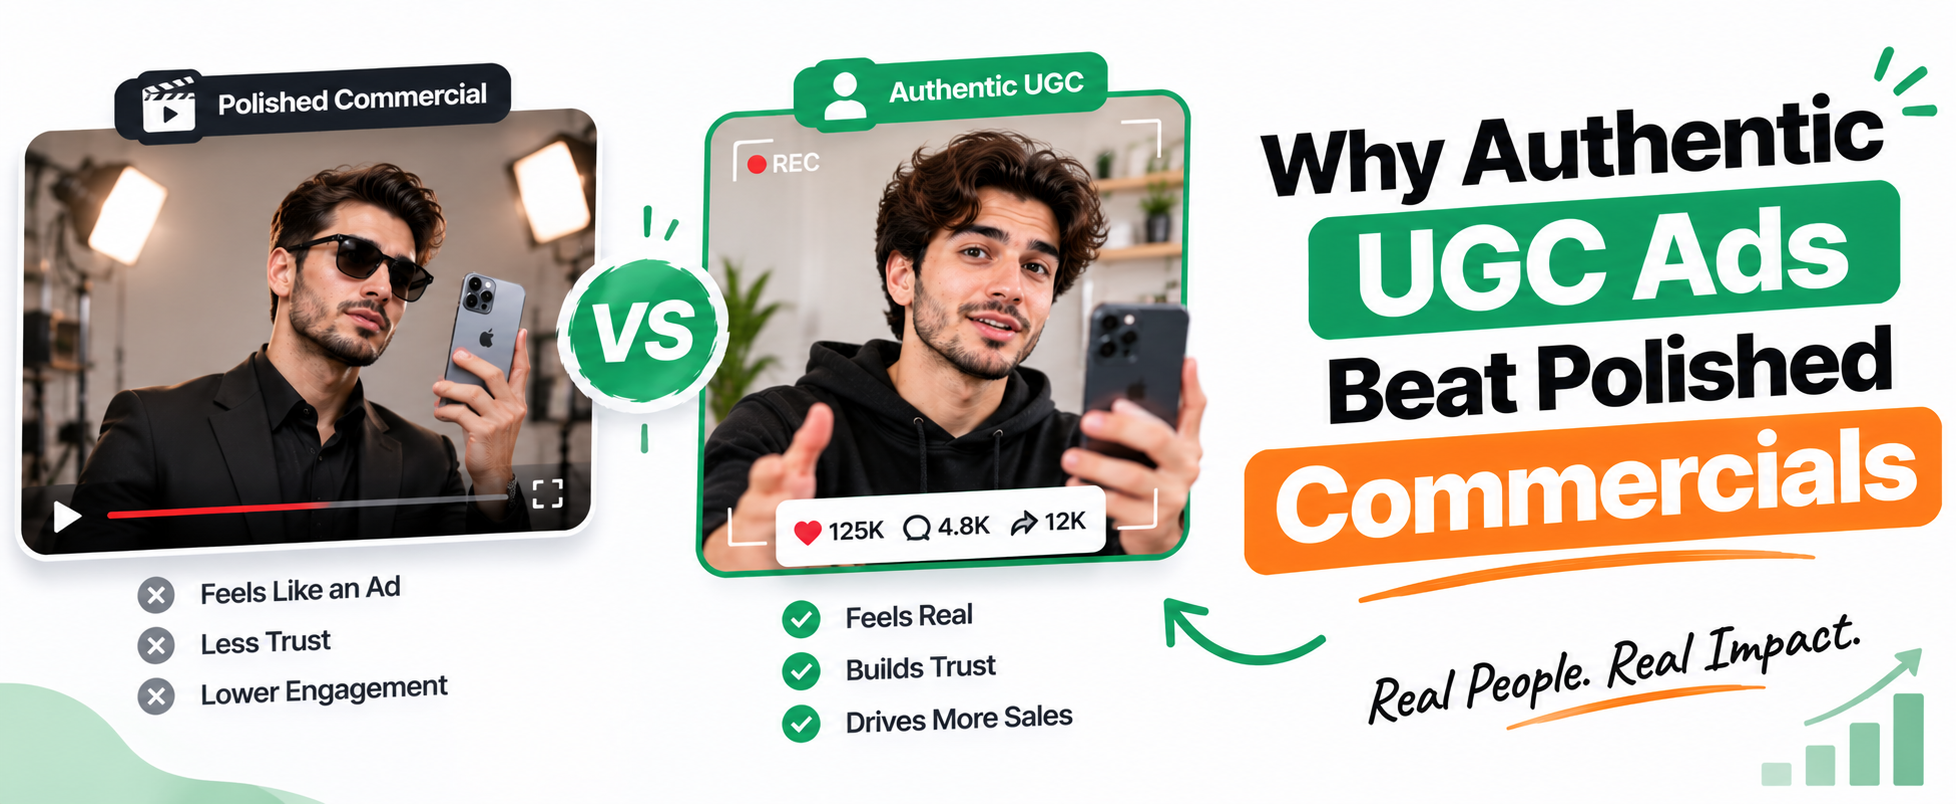 Polished Commercial
Feels Like an Ad
Less Trust
Lower Engagement
VS
Authentic UGC
REC
125K 4.8K 12K
Feels Real
Builds Trust
Drives More Sales
Why Authentic
UGC Ads
Beat Polished
Commercials
Real People. Real Impact.